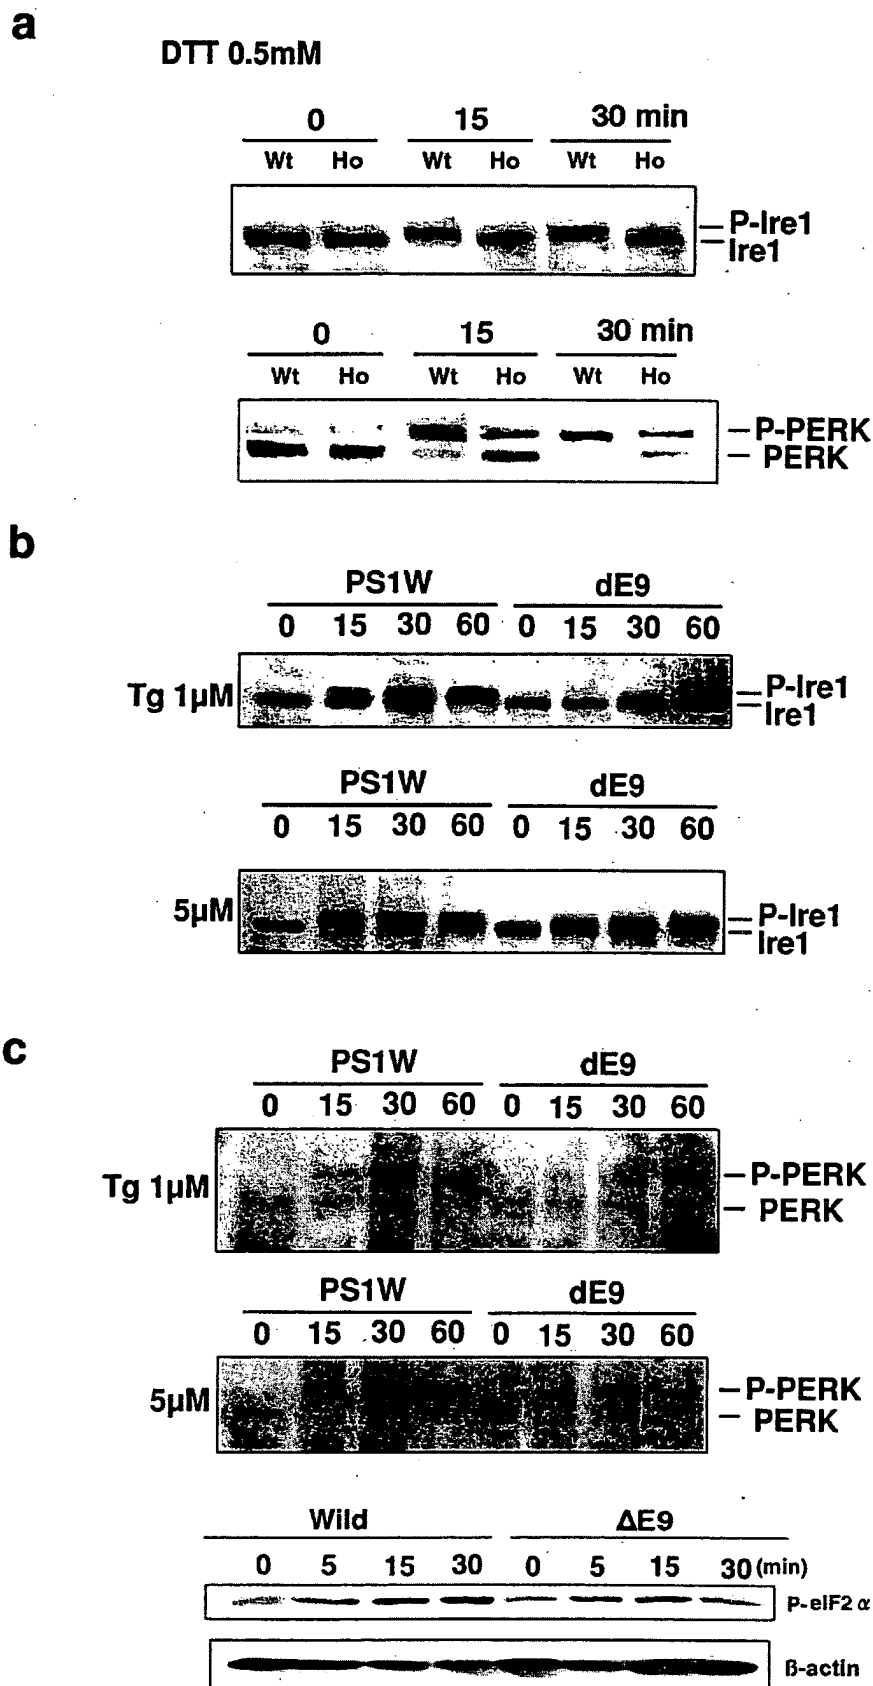 a
DTT 0.5mM
0 15 30 min
Wt Ho Wt Ho Wt Ho
P-Ire1
Ire1
0 15 30 min
Wt Ho Wt Ho Wt Ho
P-PERK
PERK
b
PS1W dE9
0 15 30 60 0 15 30 60
Tg 1µM
P-Ire1
Ire1
PS1W dE9
0 15 30 60 0 15 30 60
5µM
P-Ire1
Ire1
c
PS1W dE9
0 15 30 60 0 15 30 60
Tg 1µM
P-PERK
PERK
PS1W dE9
0 15 30 60 0 15 30 60
5µM
P-PERK
PERK
Wild ΔE9
0 5 15 30 0 5 15 30 (min)
P-eIF2 α
ß-actin